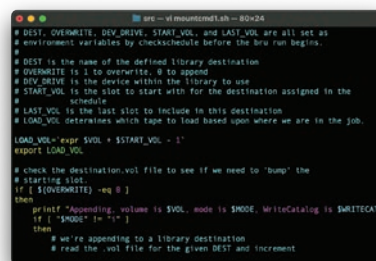 src — vi mountcmd1.sh — 80×24
# DEST, OVERWRITE, DEV_DRIVE, START_VOL, and LAST_VOL are all set as
# environment variables by checkschedule before the bru run begins.
#
# DEST is the name of the defined library destination
# OVERWRITE is 1 to overwrite, 0 to append
# DEV_DRIVE is the device within the library to use
# START_VOL is the slot to start with for the destination assigned in the
# schedule
# LAST_VOL is the last slot to include in this destination
# LOAD_VOL determines which tape to load based upon where we are in the job.
LOAD_VOL=`expr $VOL + $START_VOL - 1`
export LOAD_VOL
# check the destination.vol file to see if we need to 'bump' the
# starting slot.
if [ ${OVERWRITE} -eq 0 ]
then
printf "Appending, volume is $VOL, mode is $MODE, WriteCatalog is $WRITECAT
if [ "$MODE" != "i" ]
then
# we're appending to a library destination
# read the .vol file for the given DEST and increment